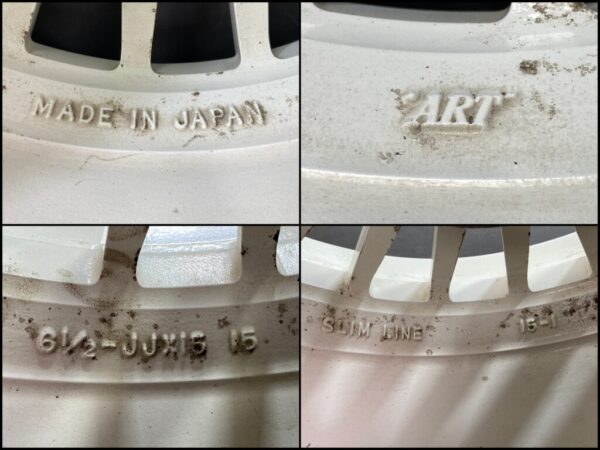 MADE IN JAPAN
"ART"
6½-JJX15 15
SLIM LINE 15-1